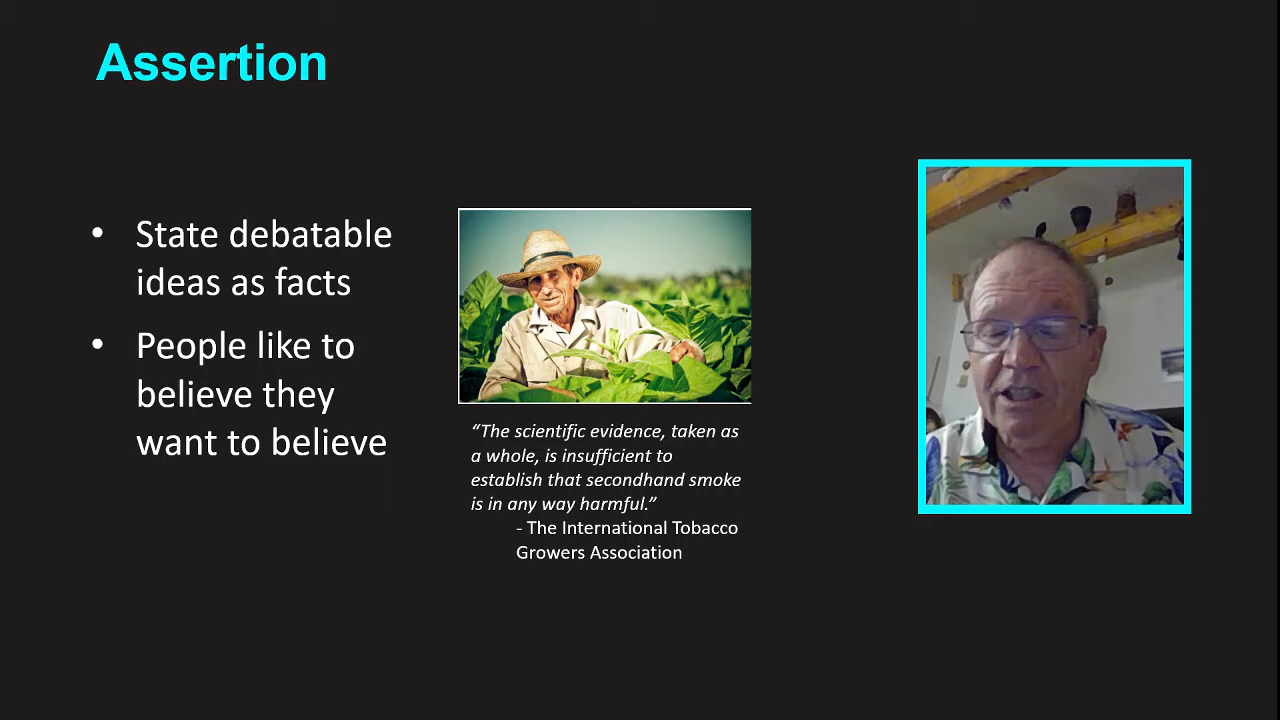 Assertion
• State debatable
ideas as facts
• People like to
believe they
want to believe
“The scientific evidence, taken as
a whole, is insufficient to
establish that secondhand smoke
is in any way harmful.”
- The International Tobacco
Growers Association